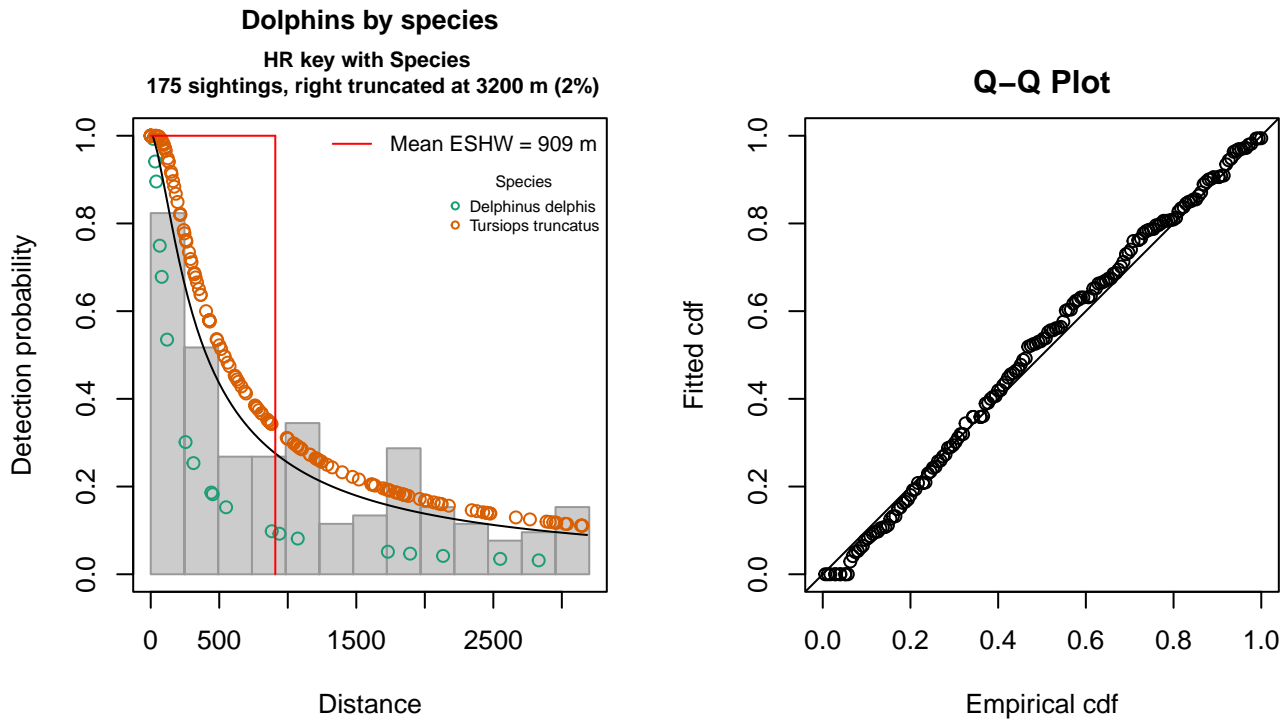 Dolphins by species
HR key with Species
175 sightings, right truncated at 3200 m (2%)
Mean ESHW = 909 m
Species
Delphinus delphis
Tursiops truncatus
Detection probability
0.0 0.2 0.4 0.6 0.8 1.0
0 500 1500 2500
Distance
Q−Q Plot
Fitted cdf
0.0 0.2 0.4 0.6 0.8 1.0
0.0 0.2 0.4 0.6 0.8 1.0
Empirical cdf